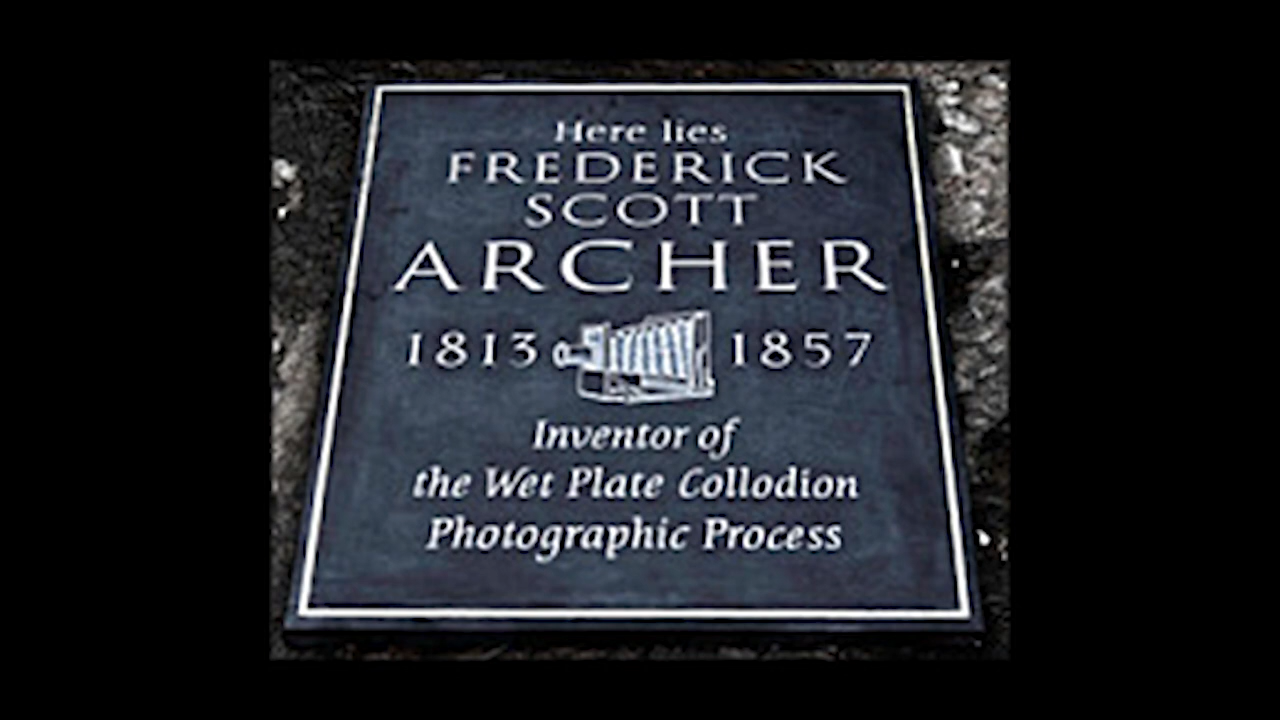 Here lies
FREDERICK
SCOTT
ARCHER
1813 1857
Inventor of
the Wet Plate Collodion
Photographic Process